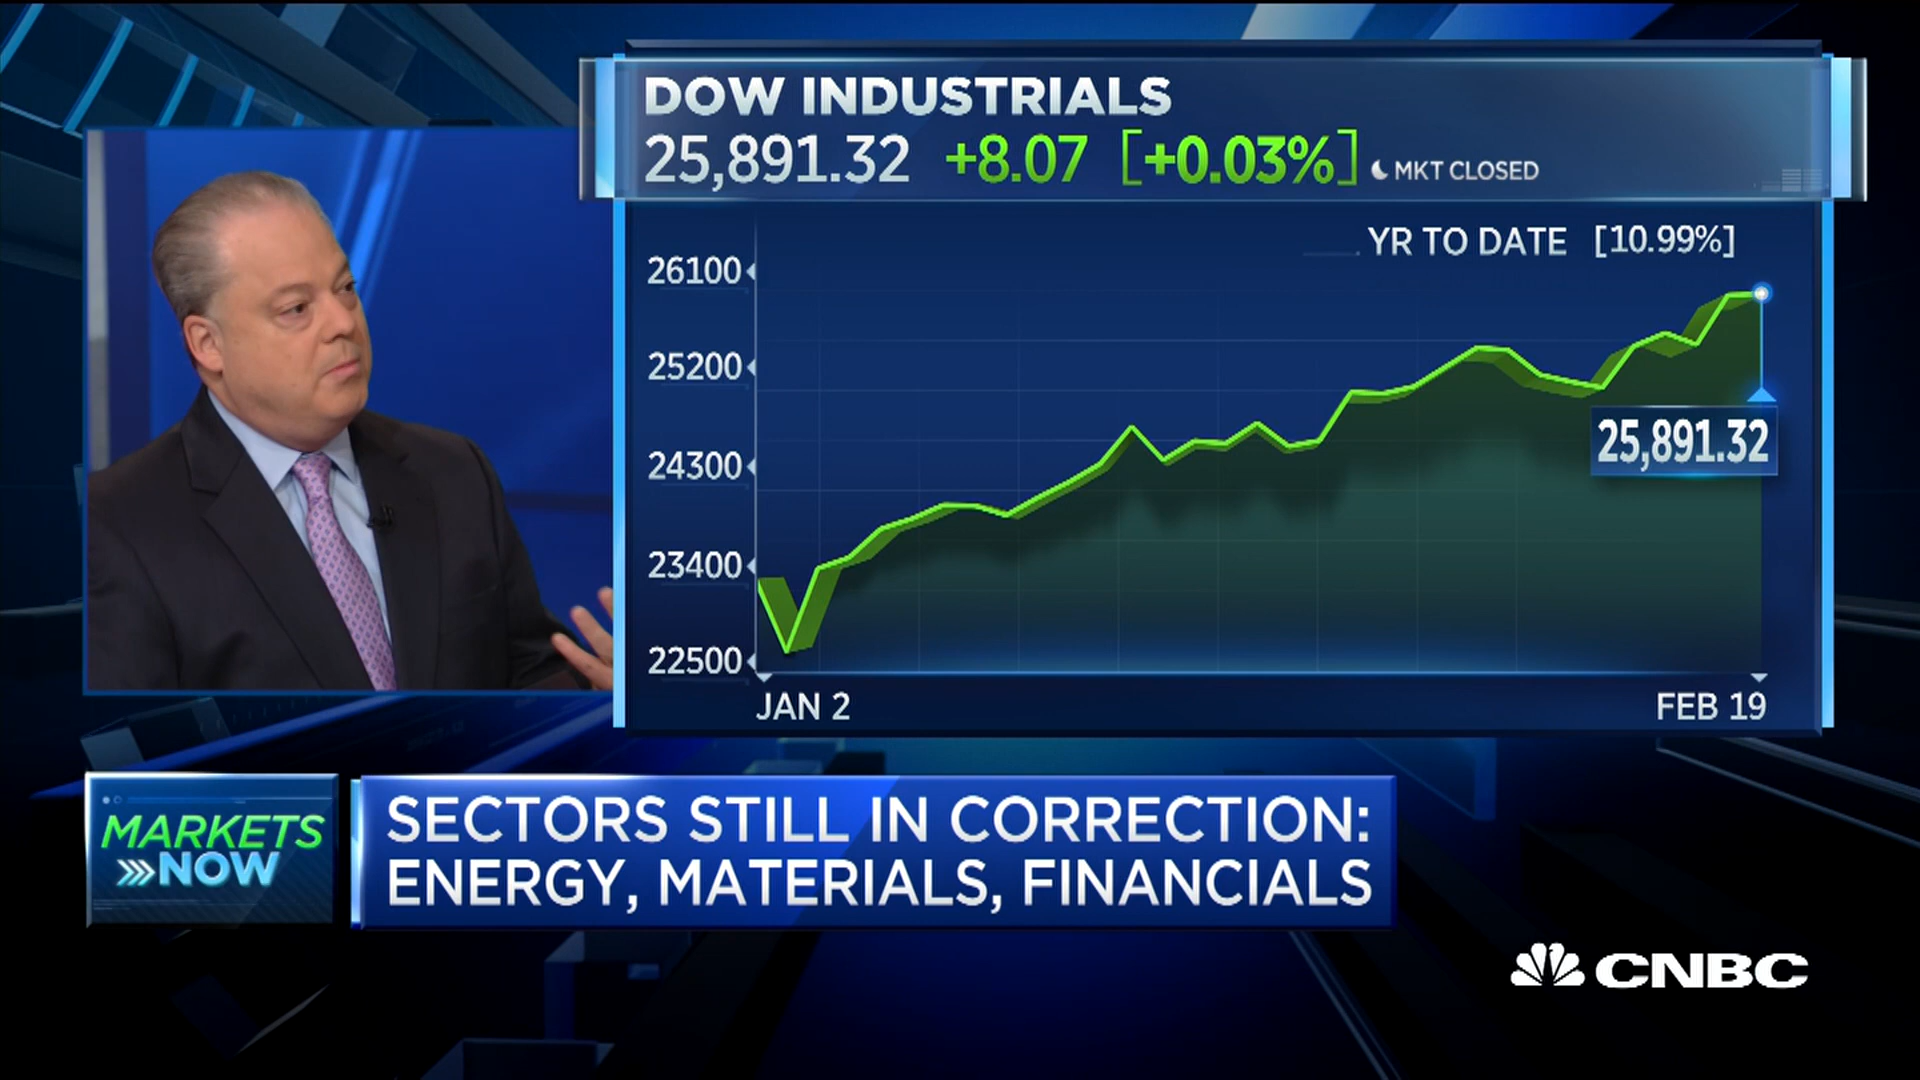 DOW INDUSTRIALS
25,891.32 +8.07 [+0.03%] MKT CLOSED
YR TO DATE [10.99%]
26100
25200
24300
23400
22500
25,891.32
JAN 2
FEB 19
MARKETS
NOW
SECTORS STILL IN CORRECTION:
ENERGY, MATERIALS, FINANCIALS
CNBC